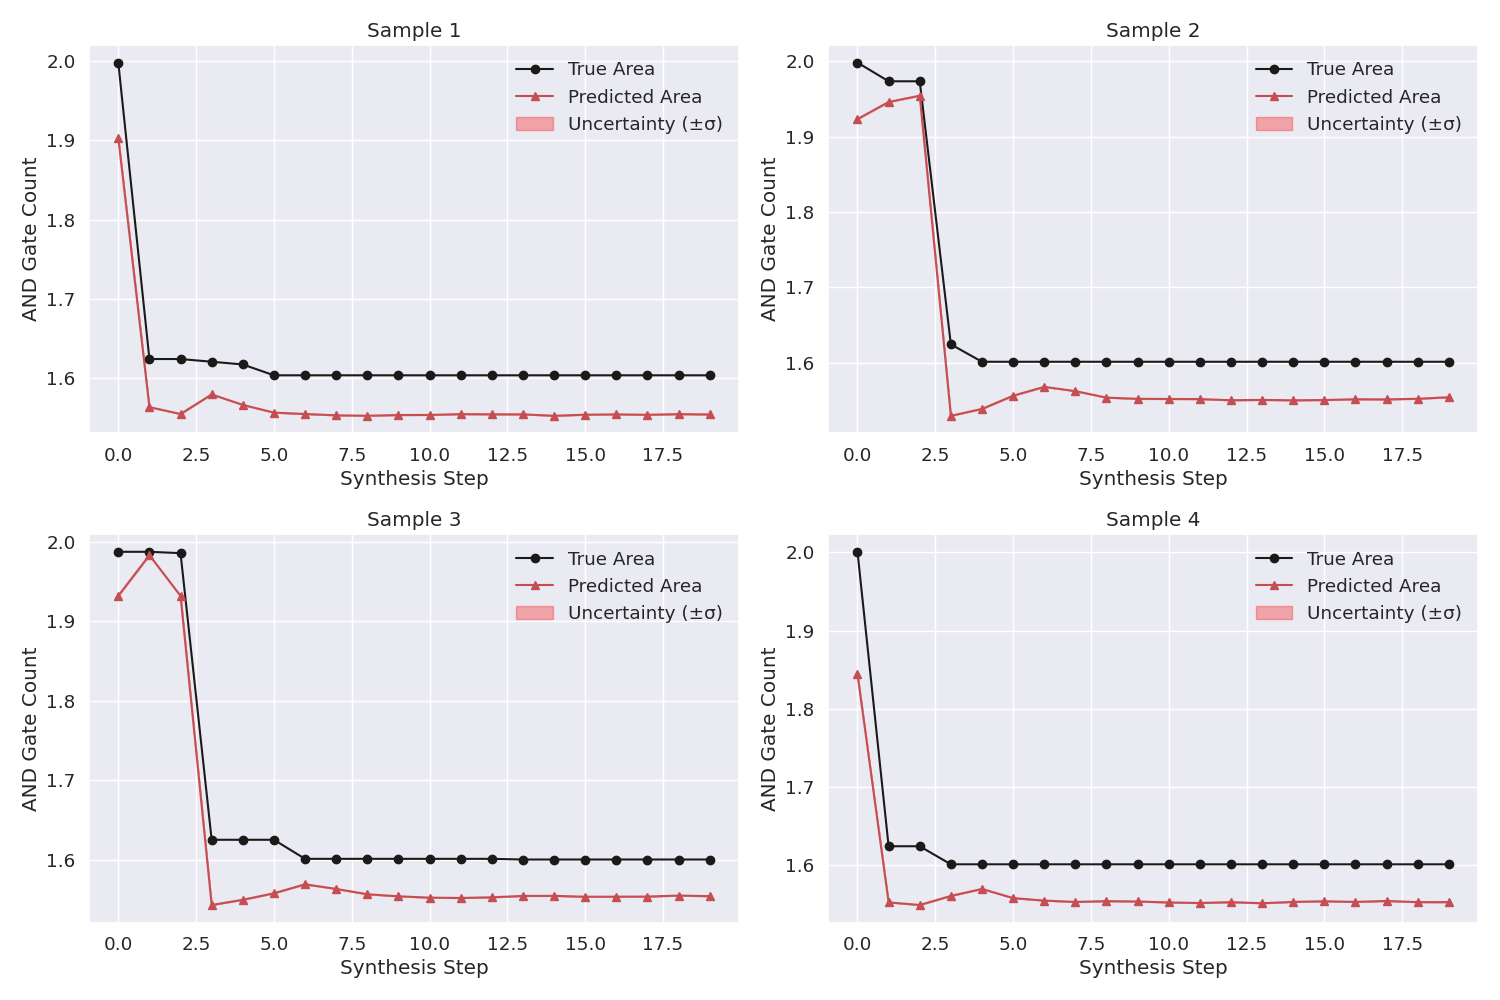 Sample 1
AND Gate Count
2.0
1.9
1.8
1.7
1.6
True Area
Predicted Area
Uncertainty (±σ)
0.0 2.5 5.0 7.5 10.0 12.5 15.0 17.5
Synthesis Step
Sample 2
AND Gate Count
2.0
1.9
1.8
1.7
1.6
True Area
Predicted Area
Uncertainty (±σ)
0.0 2.5 5.0 7.5 10.0 12.5 15.0 17.5
Synthesis Step
Sample 3
AND Gate Count
2.0
1.9
1.8
1.7
1.6
True Area
Predicted Area
Uncertainty (±σ)
0.0 2.5 5.0 7.5 10.0 12.5 15.0 17.5
Synthesis Step
Sample 4
AND Gate Count
2.0
1.9
1.8
1.7
1.6
True Area
Predicted Area
Uncertainty (±σ)
0.0 2.5 5.0 7.5 10.0 12.5 15.0 17.5
Synthesis Step